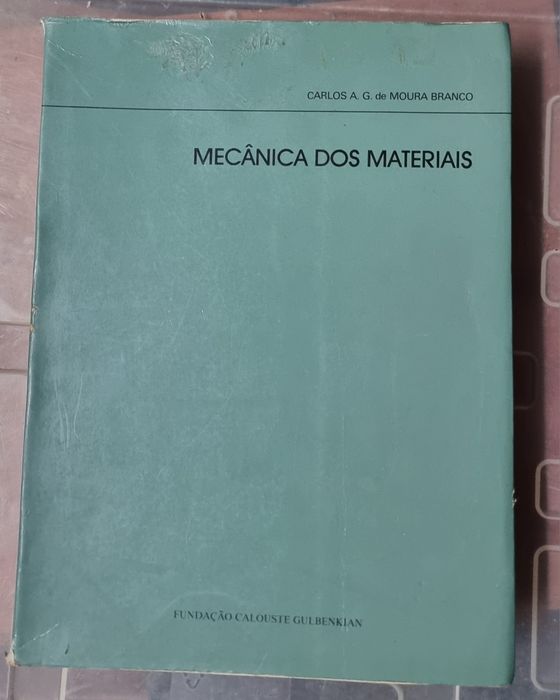 CARLOS A. G. de MOURA BRANCO
MECÂNICA DOS MATERIAIS
FUNDAÇÃO CALOUSTE GULBENKIAN